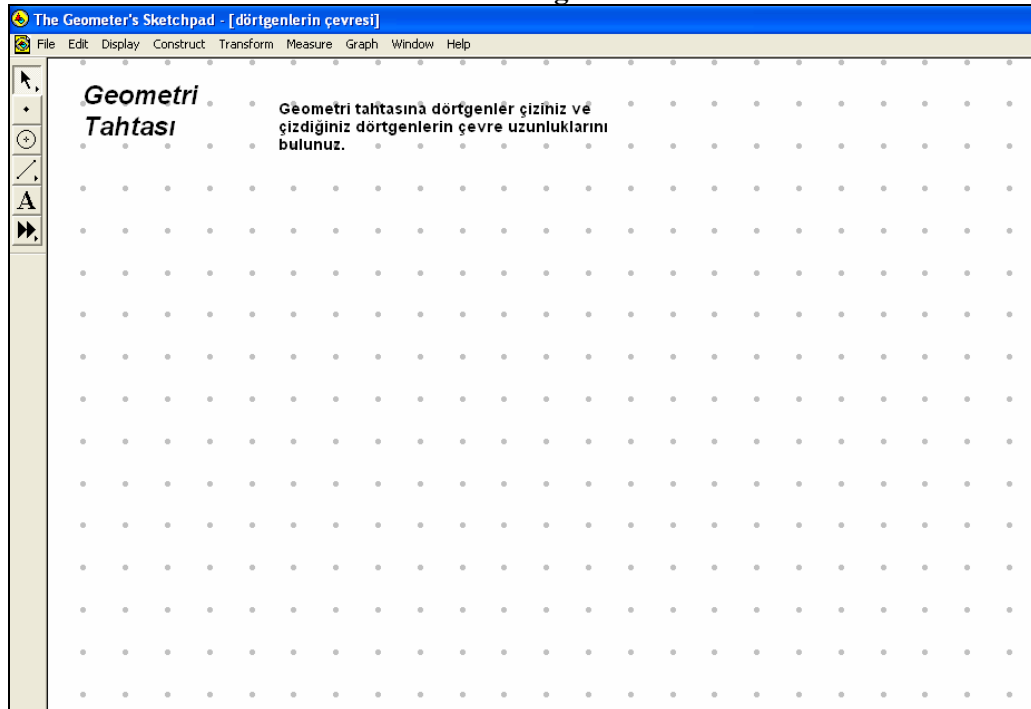 The Geometer's Sketchpad - [dörtgenlerin çevresi]
File Edit Display Construct Transform Measure Graph Window Help
Geometri
Tahtası
Geometri tahtasına dörtgenler çiziniz ve
çizdiğiniz dörtgenlerin çevre uzunluklarını
bulunuz.
A